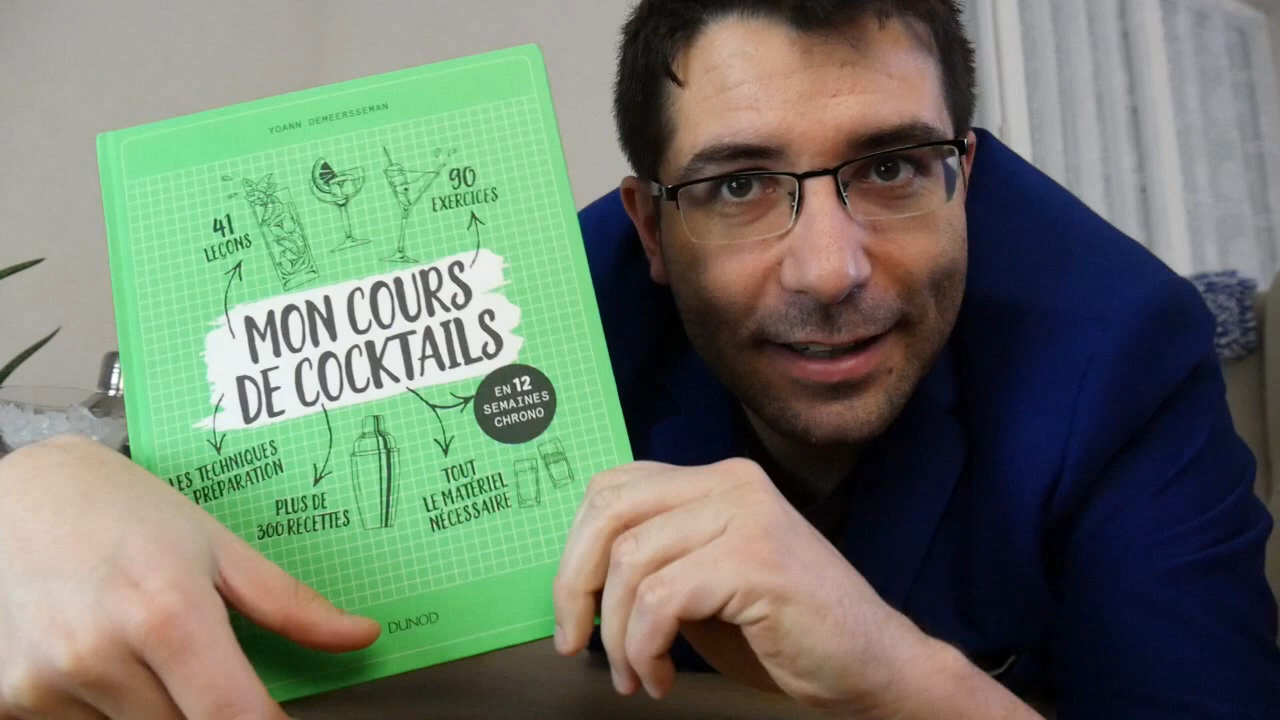 YOANN DEMEERSSEMAN
41
LEÇONS
90
EXERCICES
MON COURS
DE COCKTAILS
EN 12
SEMAINES
CHRONO
LES TECHNIQUES
PRÉPARATION
PLUS DE
300 RECETTES
TOUT
LE MATÉRIEL
NÉCESSAIRE
DUNOD